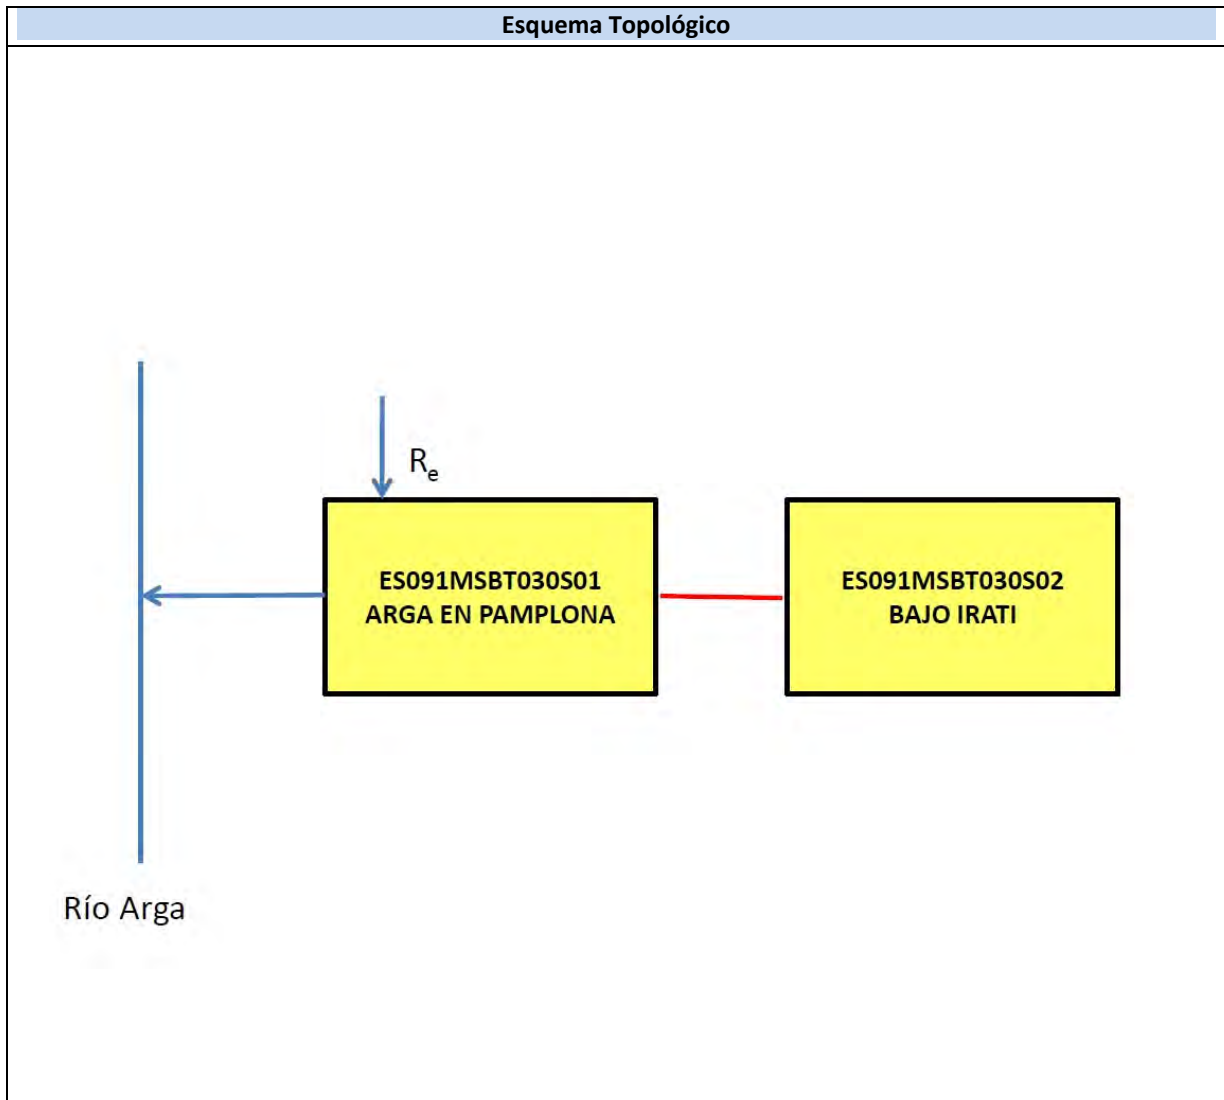 Esquema Topológico
Re
ES091MSBT030S01
ARGA EN PAMPLONA
ES091MSBT030S02
BAJO IRATI
Río Arga